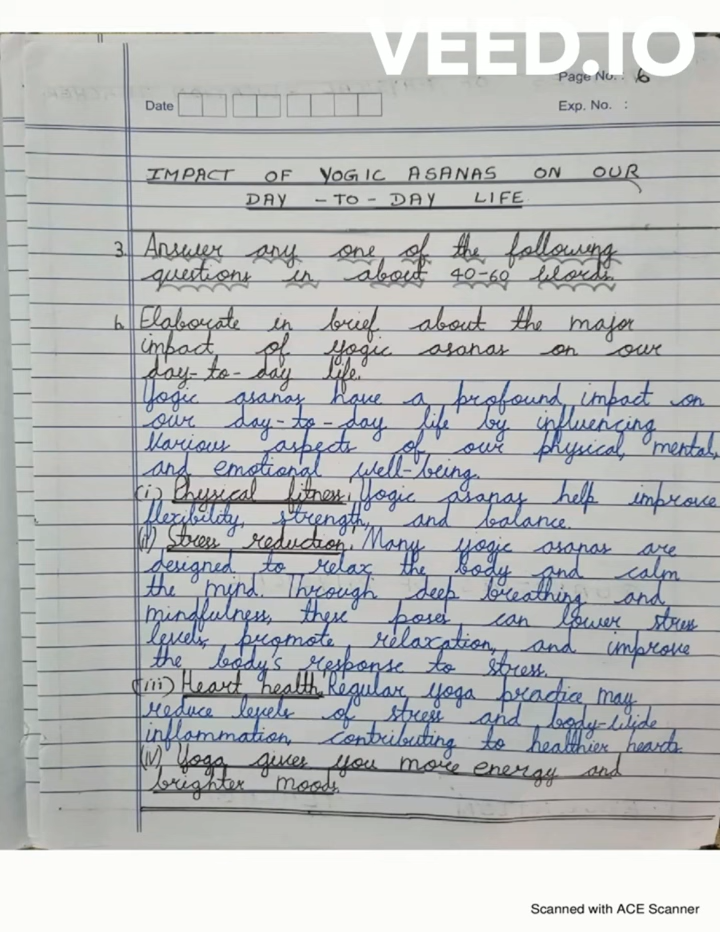 VEED.IO
Page No. : 6
Date
Exp. No. :
IMPACT OF YOGIC ASANAS ON OUR
DAY - TO - DAY LIFE
3. Answer any one of the following
questions in about 40-60 words.
b. Elaborate in brief about the major
impact of yogic asanas on our
day-to-day life.
Yogic asanas have a profound impact on
our day-to-day life by influencing
various aspects of our physical, mental,
and emotional well-being.
(i) Physical fitness: Yogic asanas help improve
flexibility, strength, and balance.
(ii) Stress reduction: Many yogic asanas are
designed to relax the body and calm
the mind. Through deep breathing and
mindfulness, these poses can lower stress
levels, promote relaxation, and improve
the body's response to stress.
(iii) Heart health: Regular yoga practice may
reduce levels of stress and body-wide
inflammation, contributing to healthier hearts.
(iv) Yoga gives you more energy and
brighter moods.
Scanned with ACE Scanner